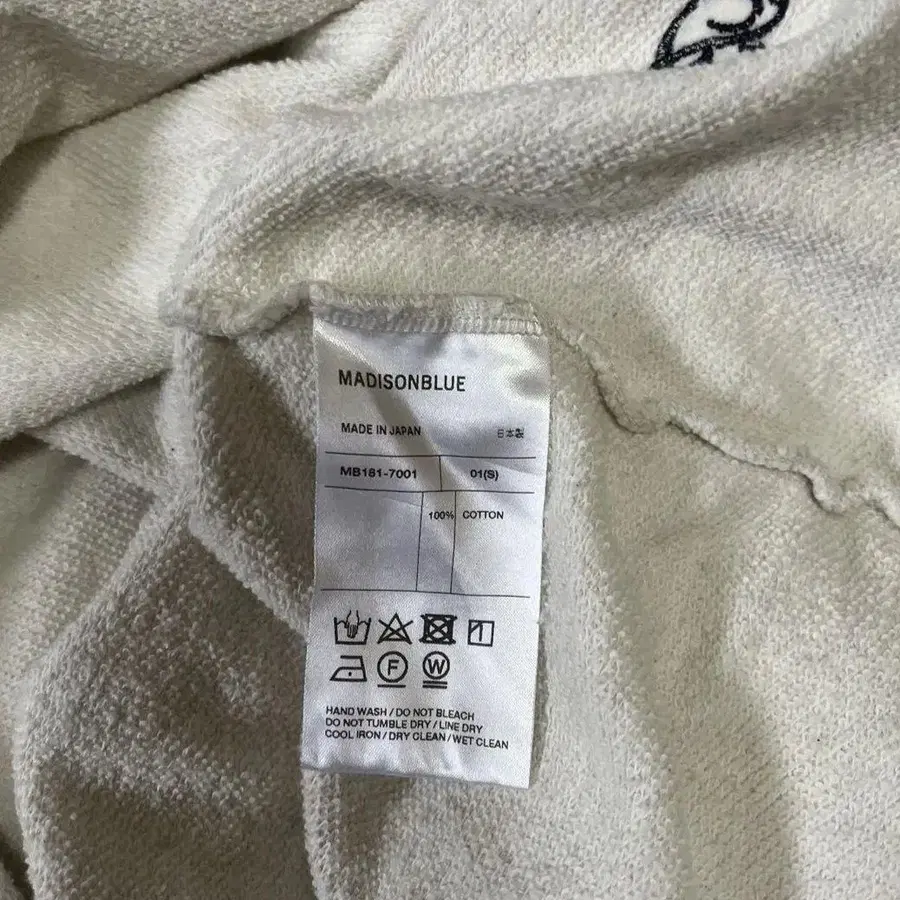 MADISONBLUE
MADE IN JAPAN 日本製
MB181-7001 01(S)
100% COTTON
F W
HAND WASH / DO NOT BLEACH
DO NOT TUMBLE DRY / LINE DRY
COOL IRON / DRY CLEAN / WET CLEAN